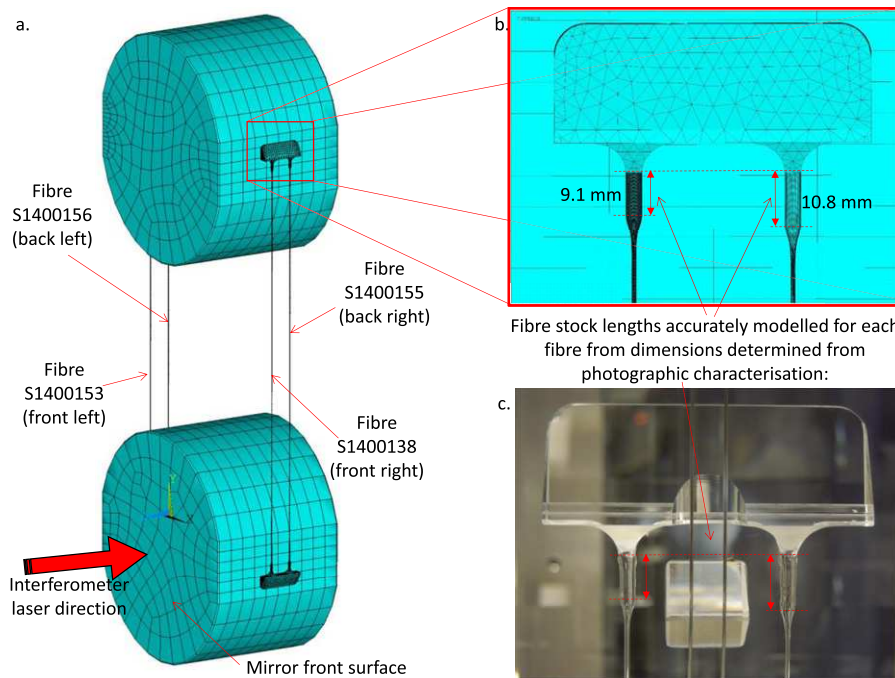 a.
Fibre
S1400156
(back left)
Fibre
S1400155
(back right)
Fibre
S1400153
(front left)
Fibre
S1400138
(front right)
Y
X
Interferometer
laser direction
Mirror front surface
b.
9.1 mm
10.8 mm
Fibre stock lengths accurately modelled for each
fibre from dimensions determined from
photographic characterisation:
c.